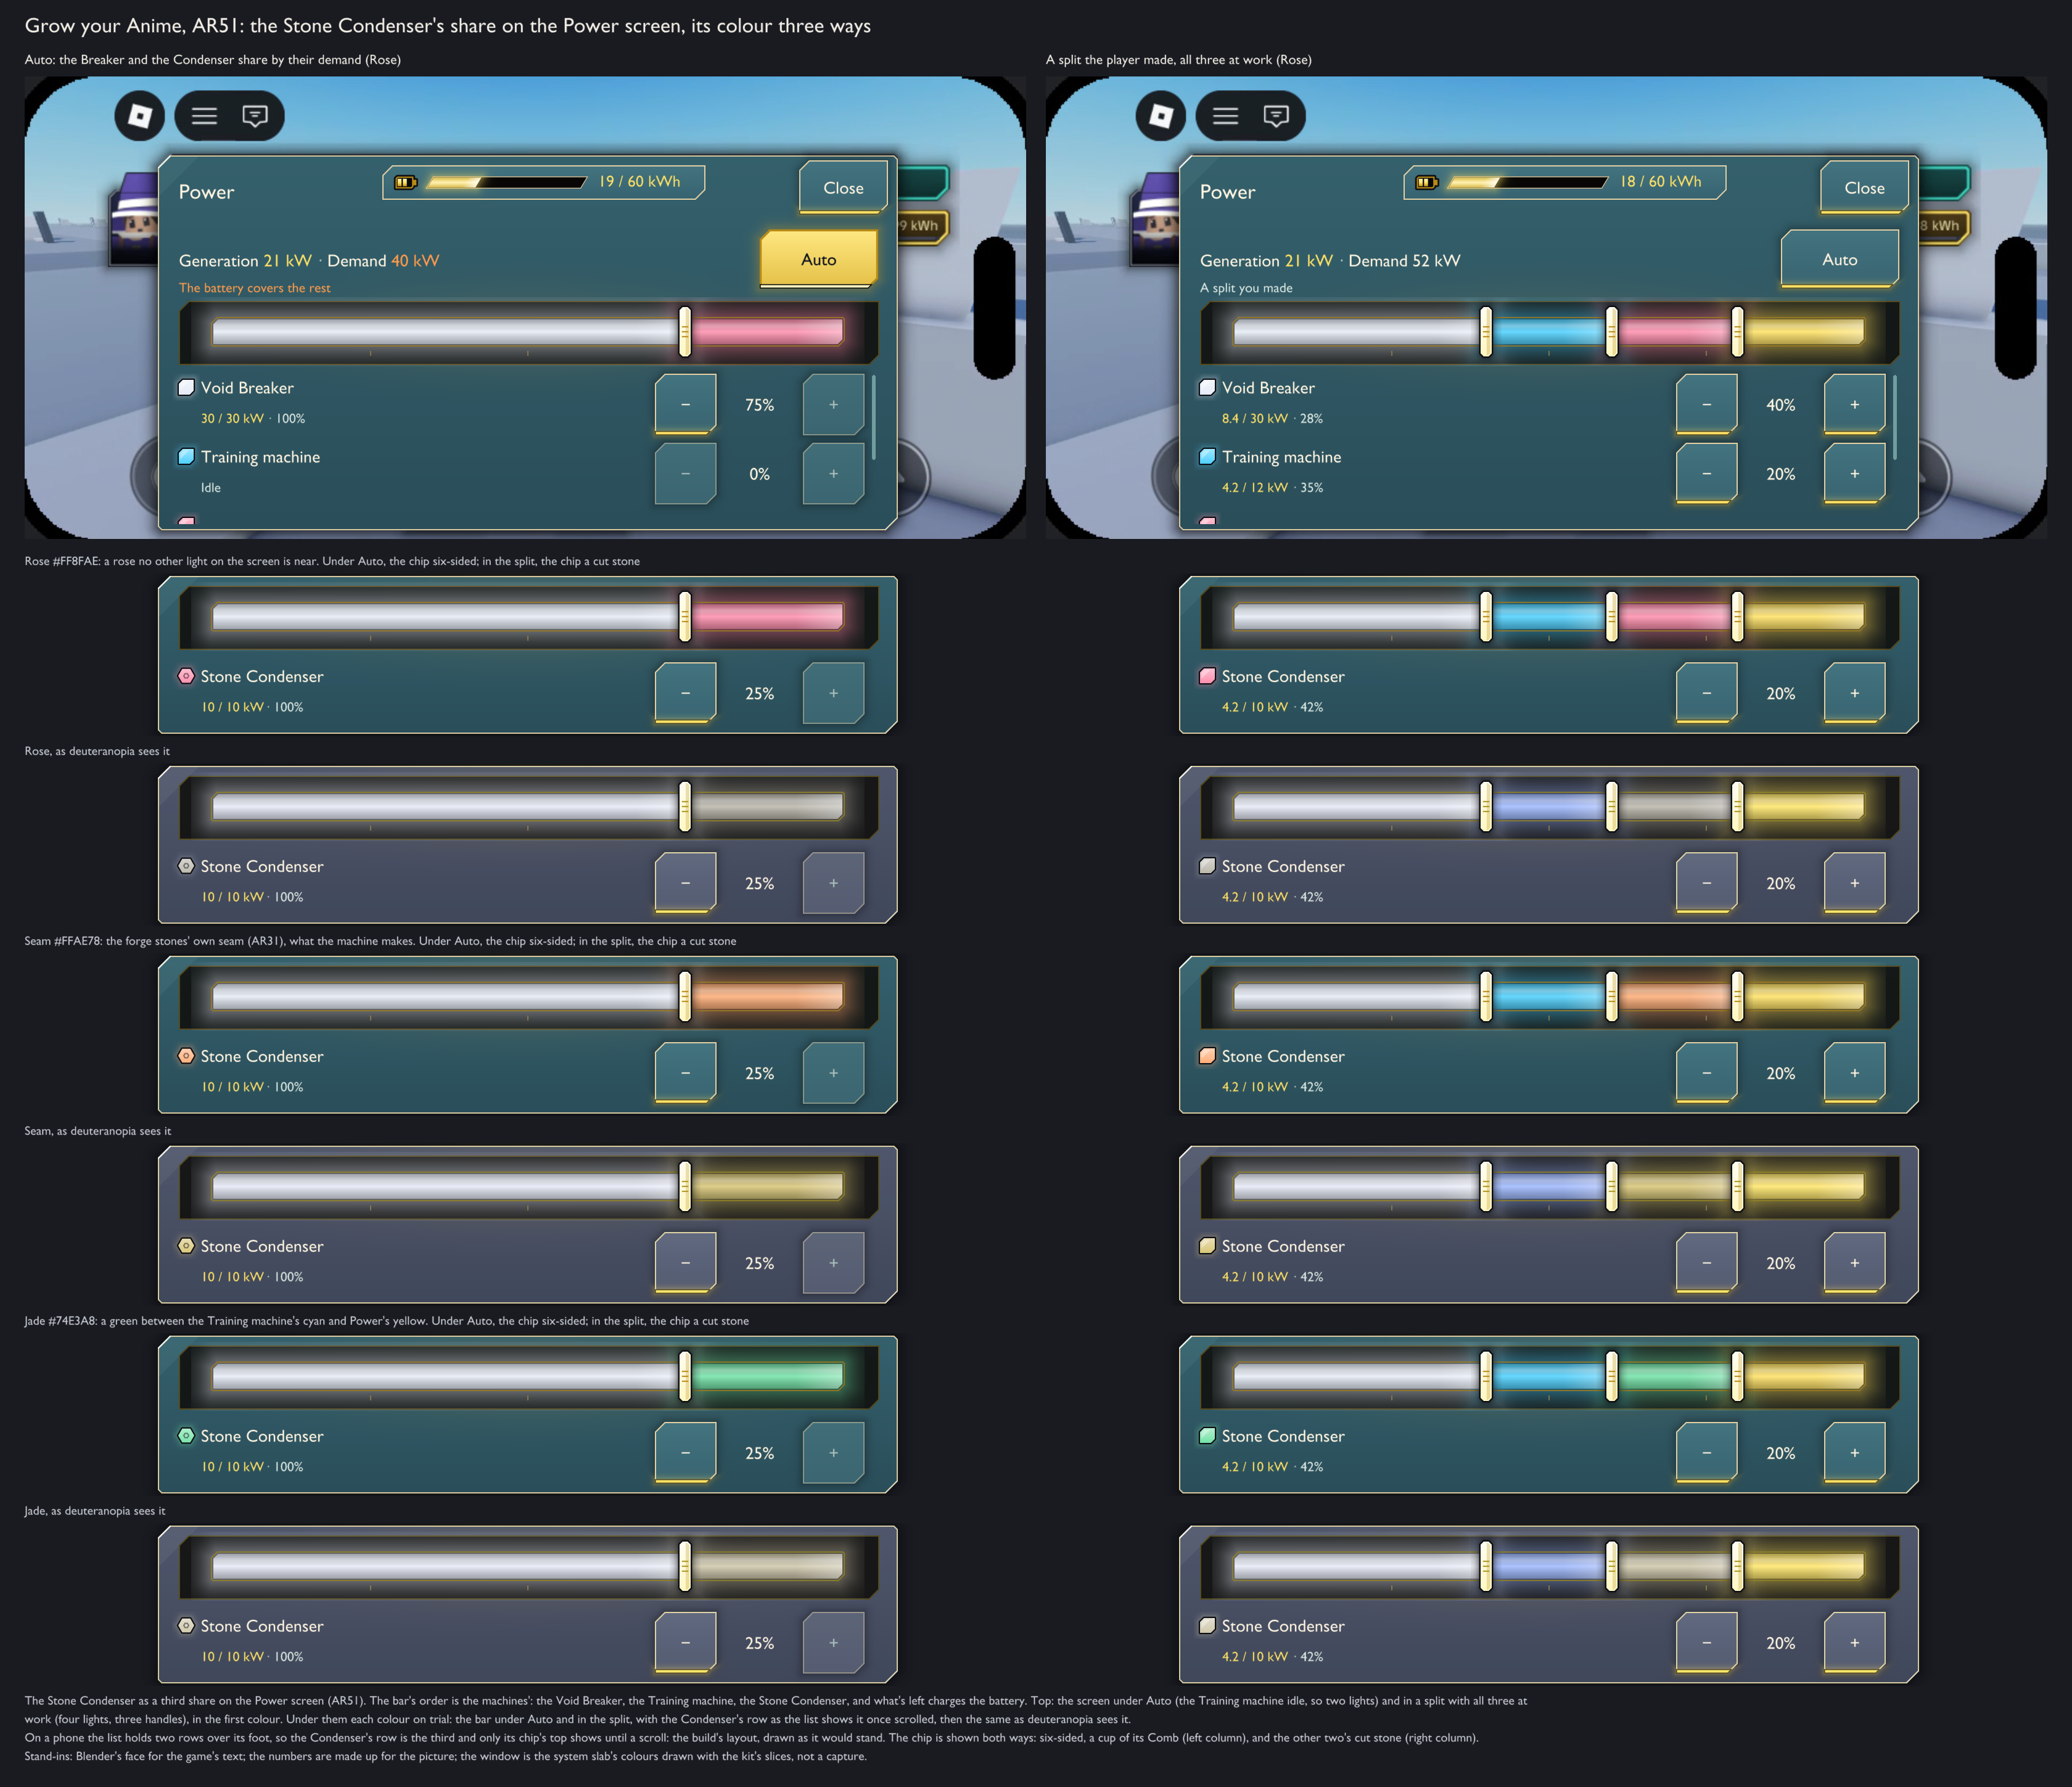 Grow your Anime, AR51: the Stone Condenser's share on the Power screen, its colour three ways
Auto: the Breaker and the Condenser share by their demand (Rose)
Power
19 / 60 kWh
Close
9 kWh
Generation 21 kW · Demand 40 kW
Auto
The battery covers the rest
Void Breaker
30 / 30 kW · 100%
− 75% +
Training machine
Idle
− 0% +
A split the player made, all three at work (Rose)
Power
18 / 60 kWh
Close
8 kWh
Generation 21 kW · Demand 52 kW
Auto
A split you made
Void Breaker
8.4 / 30 kW · 28%
− 40% +
Training machine
4.2 / 12 kW · 35%
− 20% +
Rose #FF8FAE: a rose no other light on the screen is near. Under Auto, the chip six-sided; in the split, the chip a cut stone
Stone Condenser
10 / 10 kW · 100%
− 25% +
Stone Condenser
4.2 / 10 kW · 42%
− 20% +
Rose, as deuteranopia sees it
Stone Condenser
10 / 10 kW · 100%
− 25% +
Stone Condenser
4.2 / 10 kW · 42%
− 20% +
Seam #FFAE78: the forge stones' own seam (AR31), what the machine makes. Under Auto, the chip six-sided; in the split, the chip a cut stone
Stone Condenser
10 / 10 kW · 100%
− 25% +
Stone Condenser
4.2 / 10 kW · 42%
− 20% +
Seam, as deuteranopia sees it
Stone Condenser
10 / 10 kW · 100%
− 25% +
Stone Condenser
4.2 / 10 kW · 42%
− 20% +
Jade #74E3A8: a green between the Training machine's cyan and Power's yellow. Under Auto, the chip six-sided; in the split, the chip a cut stone
Stone Condenser
10 / 10 kW · 100%
− 25% +
Stone Condenser
4.2 / 10 kW · 42%
− 20% +
Jade, as deuteranopia sees it
Stone Condenser
10 / 10 kW · 100%
− 25% +
Stone Condenser
4.2 / 10 kW · 42%
− 20% +
The Stone Condenser as a third share on the Power screen (AR51). The bar's order is the machines': the Void Breaker, the Training machine, the Stone Condenser, and what's left charges the battery. Top: the screen under Auto (the Training machine idle, so two lights) and in a split with all three at
work (four lights, three handles), in the first colour. Under them each colour on trial: the bar under Auto and in the split, with the Condenser's row as the list shows it once scrolled, then the same as deuteranopia sees it.
On a phone the list holds two rows over its foot, so the Condenser's row is the third and only its chip's top shows until a scroll: the build's layout, drawn as it would stand. The chip is shown both ways: six-sided, a cup of its Comb (left column), and the other two's cut stone (right column).
Stand-ins: Blender's face for the game's text; the numbers are made up for the picture; the window is the system slab's colours drawn with the kit's slices, not a capture.